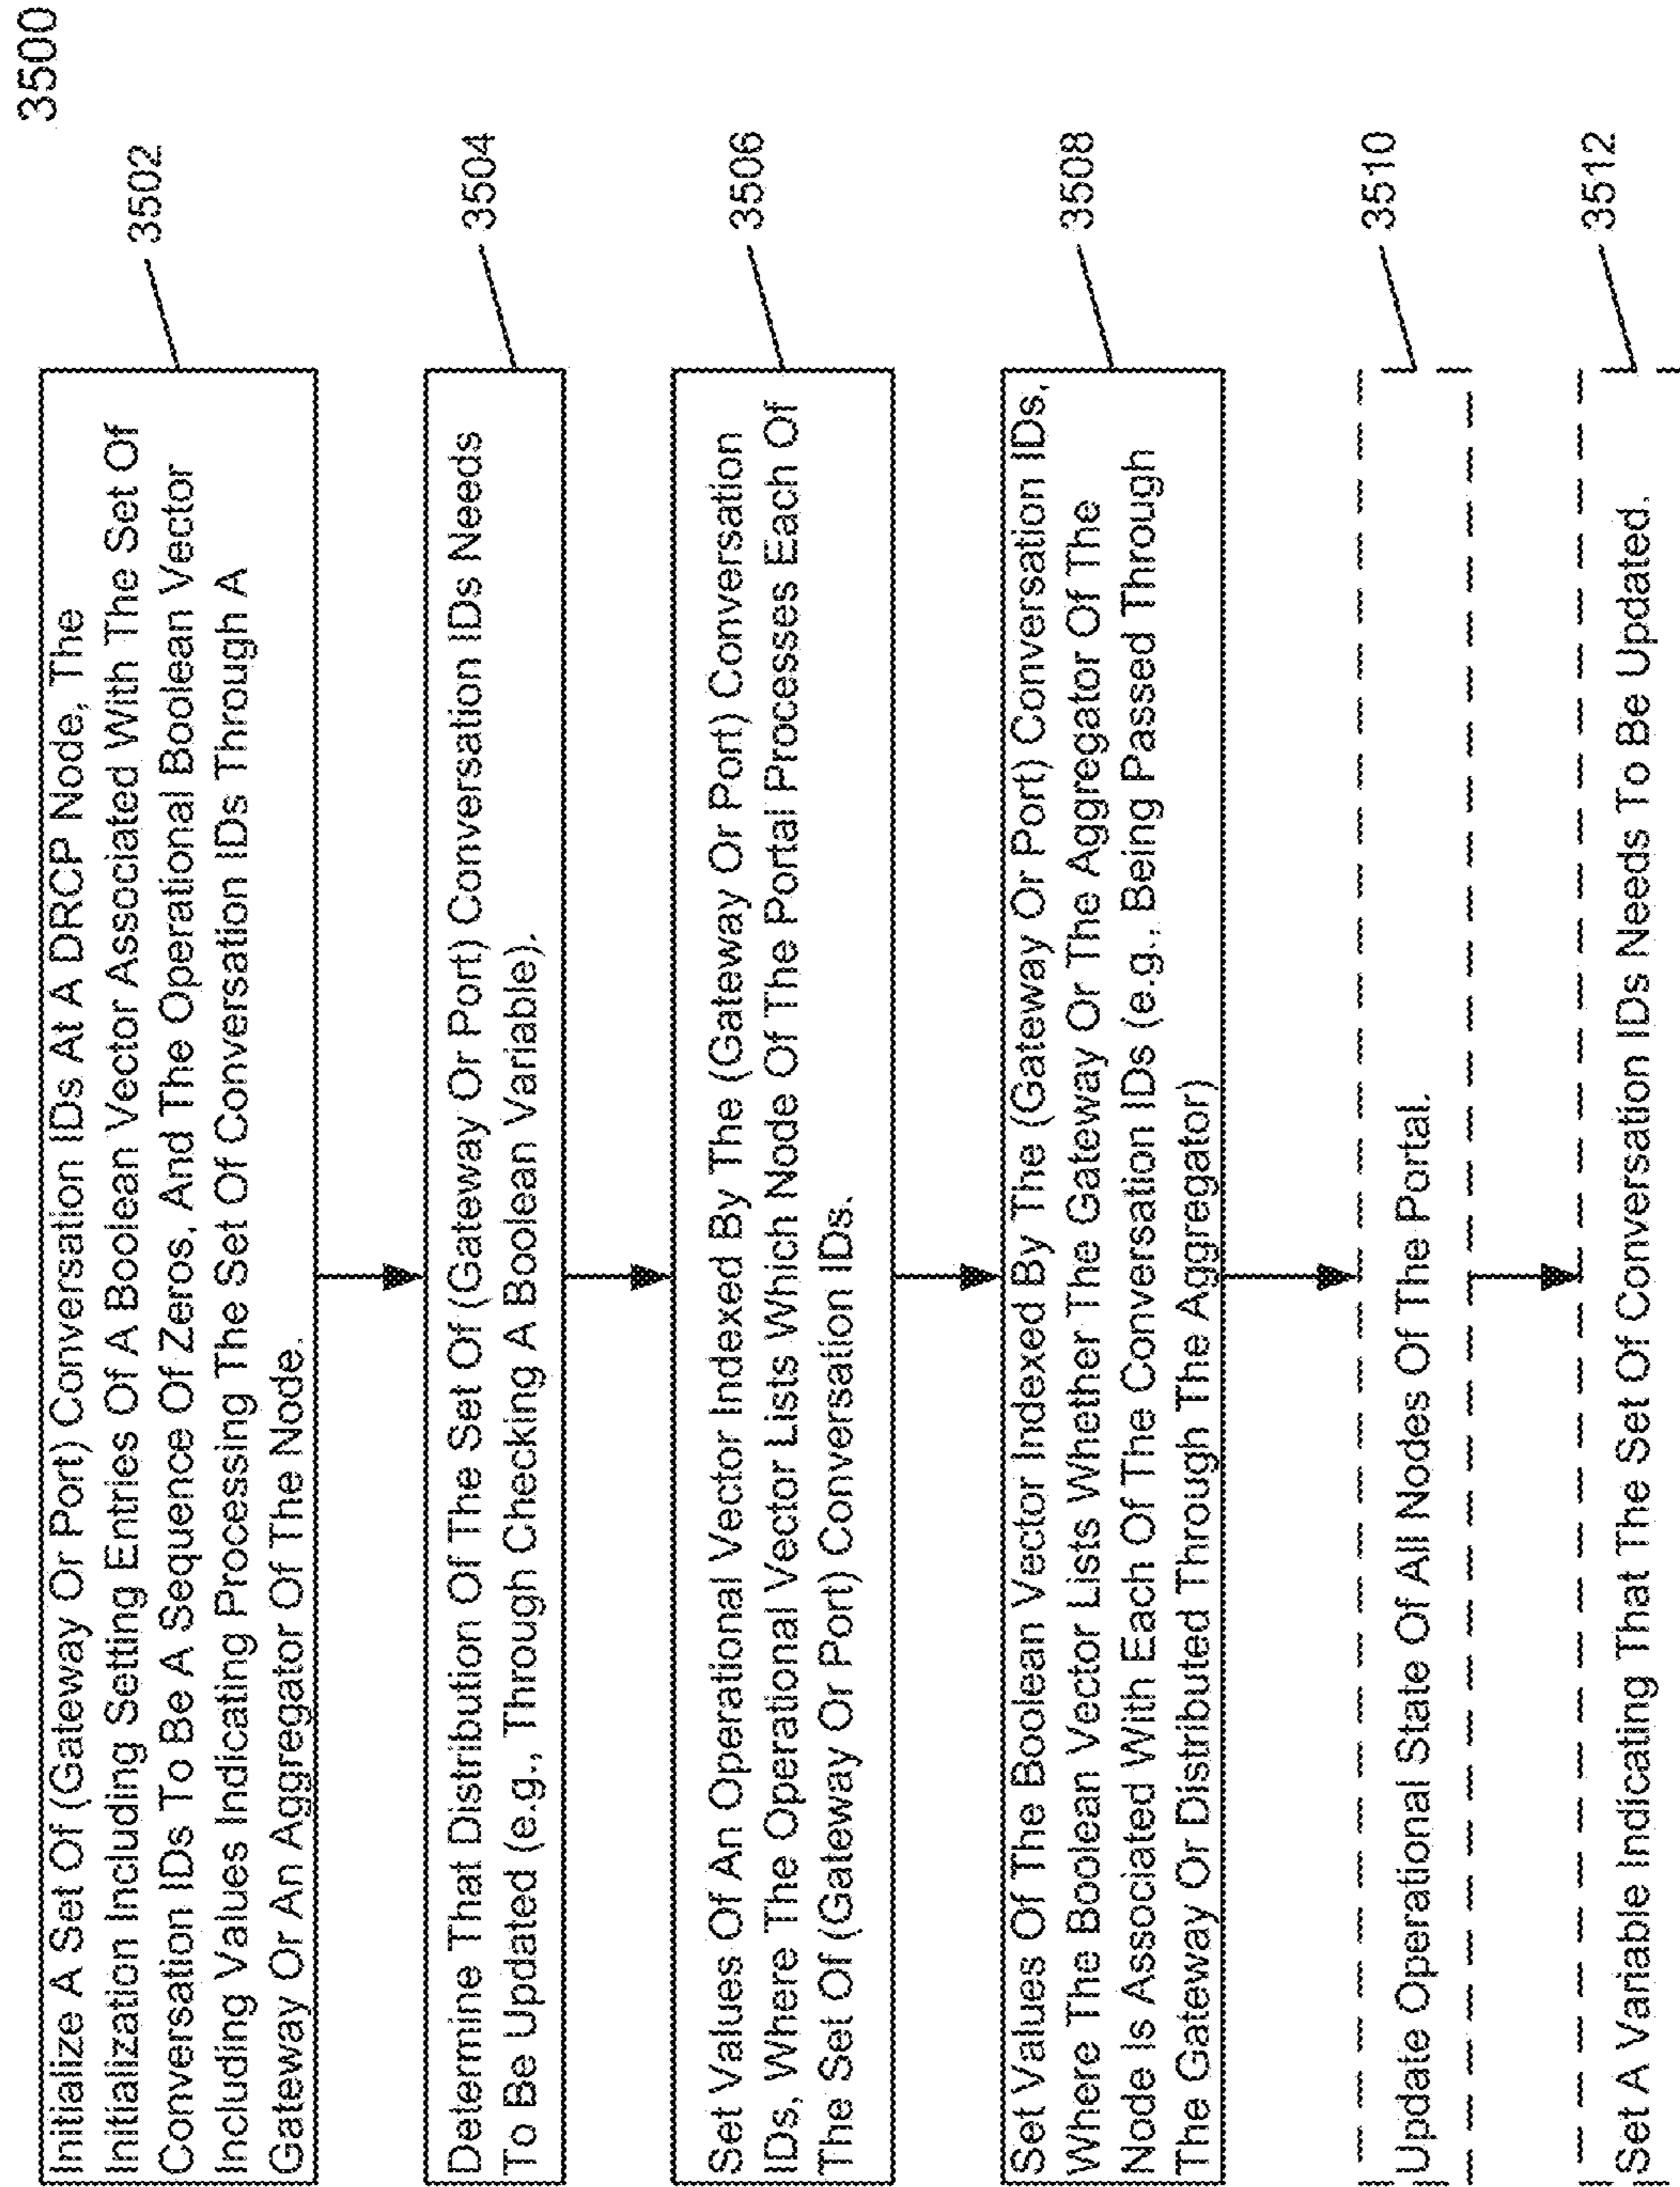 3500
Initialize A Set Of (Gateway Or Port) Conversation IDs At A DRCP Node, The
Initialization Including Setting Entries Of A Boolean Vector Associated With The Set Of
Conversation IDs To Be A Sequence Of Zeros, And The Operational Boolean Vector
Including Values Indicating Processing The Set Of Conversation IDs Through A
Gateway Or An Aggregator Of The Node.
3502
Determine That Distribution Of The Set Of (Gateway Or Port) Conversation IDs Needs
To Be Updated (e.g., Through Checking A Boolean Variable).
3504
Set Values Of An Operational Vector Indexed By The (Gateway Or Port) Conversation
IDs, Where The Operational Vector Lists Which Node Of The Portal Processes Each Of
The Set Of (Gateway Or Port) Conversation IDs.
3506
Set Values Of The Boolean Vector Indexed By The (Gateway Or Port) Conversation IDs,
Where The Boolean Vector Lists Whether The Gateway Or The Aggregator Of The
Node Is Associated With Each Of The Conversation IDs (e.g., Being Passed Through
The Gateway Or Distributed Through The Aggregator)
3508
Update Operational State Of All Nodes Of The Portal.
3510
Set A Variable Indicating That The Set Of Conversation IDs Needs To Be Updated.
3512